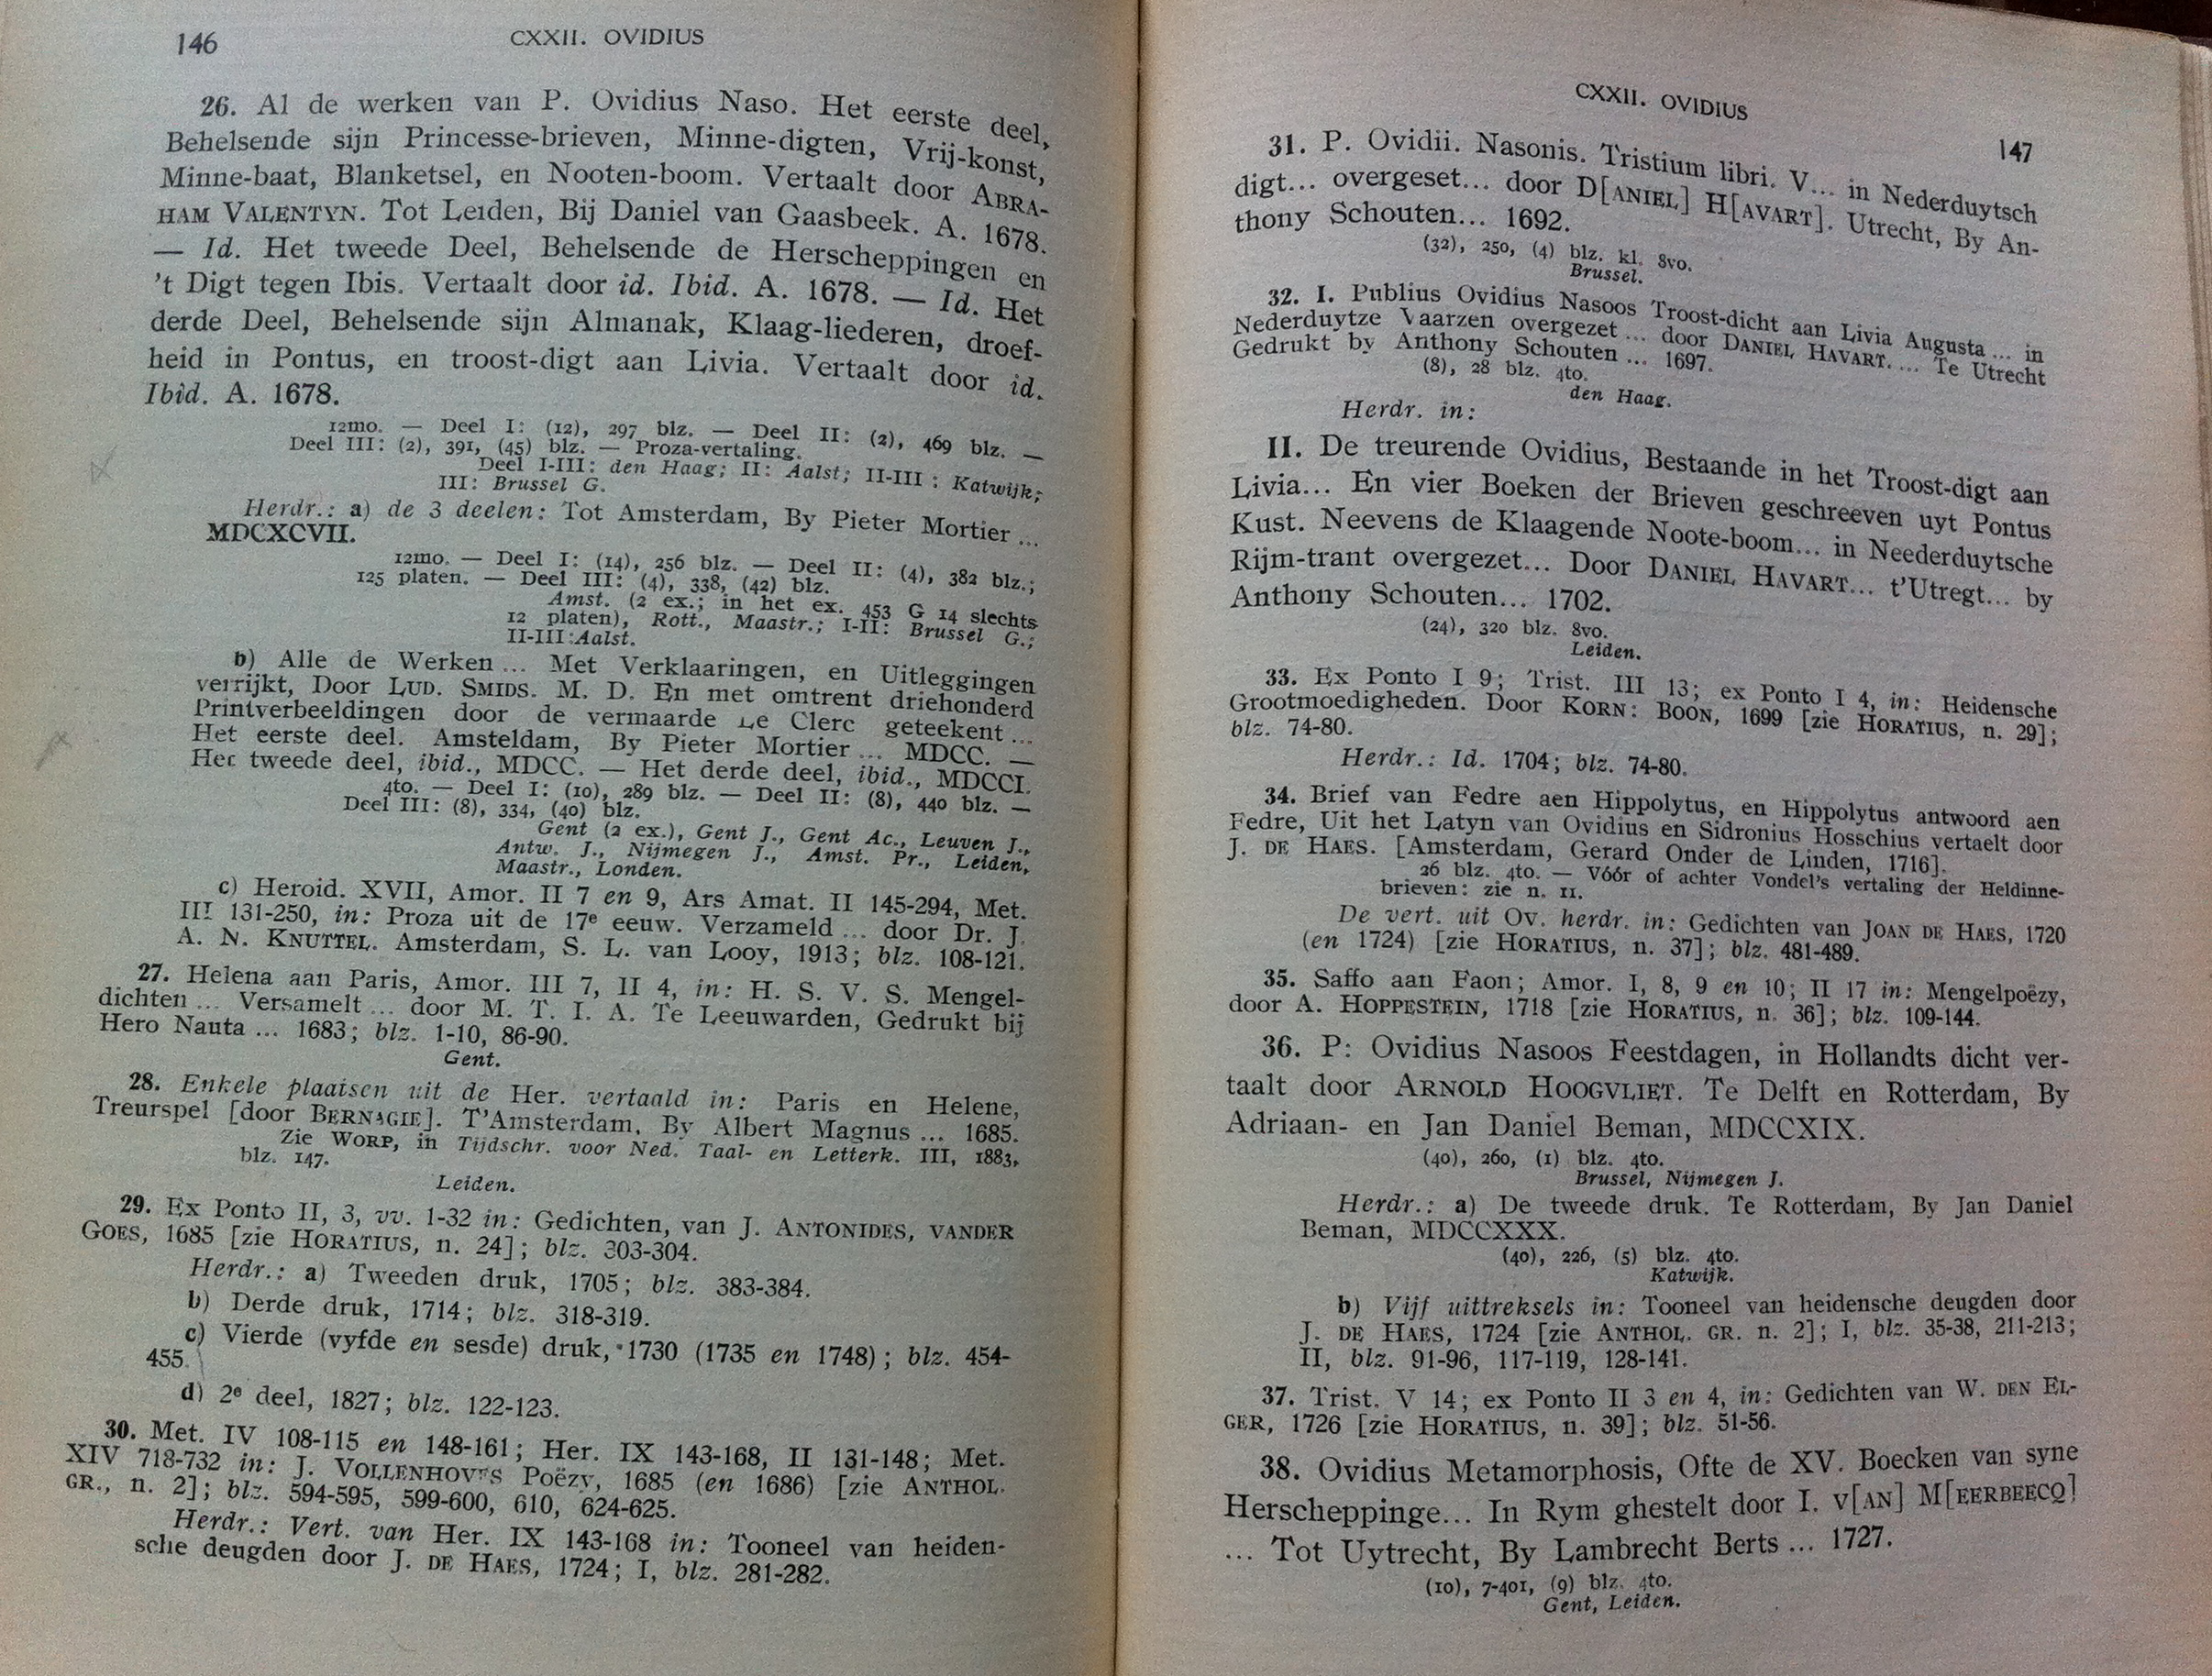 146
CXXII. OVIDIUS
26. Al de werken van P. Ovidius Naso. Het eerste deel,
Behelsende sijn Princesse-brieven, Minne-digten, Vrij-konst,
Minne-baat, Blanketsel, en Nooten-boom. Vertaalt door ABRA-
HAM VALENTYN. Tot Leiden, Bij Daniel van Gaasbeek. A. 1678.
— Id. Het tweede Deel, Behelsende de Herscheppingen en
't Digt tegen Ibis. Vertaalt door id. Ibid. A. 1678. — Id. Het
derde Deel, Behelsende sijn Almanak, Klaag-liederen, droef-
heid in Pontus, en troost-digt aan Livia. Vertaalt door id.
Ibid. A. 1678.
12mo. — Deel I: (12), 297 blz. — Deel II: (2), 469 blz. —
Deel III: (2), 391, (45) blz. — Proza-vertaling.
Deel I-III: den Haag; II: Aalst; II-III : Katwijk;
III: Brussel G.
Herdr.: a) de 3 deelen: Tot Amsterdam, By Pieter Mortier ...
MDCXCVII.
12mo. — Deel I: (14), 256 blz. — Deel II: (4), 382 blz.;
125 platen. — Deel III: (4), 338, (42) blz.
Amst. (2 ex.; in het ex. 453 G 14 slechts
12 platen), Rott., Maastr.; I-II: Brussel G.;
II-III:Aalst.
b) Alle de Werken ... Met Verklaaringen, en Uitleggingen
verrijkt, Door LUD. SMIDS. M. D. En met omtrent driehonderd
Printverbeeldingen door de vermaarde Le Clerc geteekent ...
Het eerste deel. Amsteldam, By Pieter Mortier ... MDCC. —
Het tweede deel, ibid., MDCC. — Het derde deel, ibid., MDCCI.
4to. — Deel I: (10), 289 blz. — Deel II: (8), 440 blz. —
Deel III: (8), 334, (40) blz.
Gent (2 ex.), Gent J., Gent Ac., Leuven J.,
Antw. J., Nijmegen J., Amst. Pr., Leiden,
Maastr., Londen.
c) Heroid. XVII, Amor. II 7 en 9, Ars Amat. II 145-294, Met.
III 131-250, in: Proza uit de 17e eeuw. Verzameld ... door Dr. J.
A. N. KNUTTEL. Amsterdam, S. L. van Looy, 1913; blz. 108-121.
27. Helena aan Paris, Amor. III 7, II 4, in: H. S. V. S. Mengel-
dichten ... Versamelt ... door M. T. I. A. Te Leeuwarden, Gedrukt bij
Hero Nauta ... 1683; blz. 1-10, 86-90.
Gent.
28. Enkele plaatsen uit de Her. vertaald in: Paris en Helene,
Treurspel [door BERNAGIE]. T'Amsterdam, By Albert Magnus ... 1685.
Zie WORP, in Tijdschr. voor Ned. Taal- en Letterk. III, 1883,
blz. 147.
Leiden.
29. Ex Ponto II, 3, vv. 1-32 in: Gedichten, van J. ANTONIDES, VANDER
GOES, 1685 [zie HORATIUS, n. 24]; blz. 303-304.
Herdr.: a) Tweeden druk, 1705; blz. 383-384.
b) Derde druk, 1714; blz. 318-319.
c) Vierde (vyfde en sesde) druk, 1730 (1735 en 1748); blz. 454-
455.
d) 2e deel, 1827; blz. 122-123.
30. Met. IV 108-115 en 148-161; Her. IX 143-168, II 131-148; Met.
XIV 718-732 in: J. VOLLENHOVES Poëzy, 1685 (en 1686) [zie ANTHOL.
GR., n. 2]; blz. 594-595, 599-600, 610, 624-625.
Herdr.: Vert. van Her. IX 143-168 in: Tooneel van heiden-
sche deugden door J. DE HAES, 1724; I, blz. 281-282.
CXXII. OVIDIUS
147
31. P. Ovidii. Nasonis. Tristium libri. V... in Nederduytsch
digt... overgeset... door D[ANIEL] H[AVART]. Utrecht, By An-
thony Schouten... 1692.
(32), 250, (4) blz. kl. 8vo.
Brussel.
32. I. Publius Ovidius Nasoos Troost-dicht aan Livia Augusta ... in
Nederduytze Vaarzen overgezet ... door DANIEL HAVART. ... Te Utrecht
Gedrukt by Anthony Schouten ... 1697.
(8), 28 blz. 4to.
den Haag.
Herdr. in:
II. De treurende Ovidius, Bestaande in het Troost-digt aan
Livia... En vier Boeken der Brieven geschreeven uyt Pontus
Kust. Neevens de Klaagende Noote-boom... in Neederduytsche
Rijm-trant overgezet... Door DANIEL HAVART... t'Utregt... by
Anthony Schouten... 1702.
(24), 320 blz. 8vo.
Leiden.
33. Ex Ponto I 9; Trist. III 13; ex Ponto I 4, in: Heidensche
Grootmoedigheden. Door KORN: BOON, 1699 [zie HORATIUS, n. 29];
blz. 74-80.
Herdr.: Id. 1704; blz. 74-80.
34. Brief van Fedre aen Hippolytus, en Hippolytus antwoord aen
Fedre, Uit het Latyn van Ovidius en Sidronius Hosschius vertaelt door
J. DE HAES. [Amsterdam, Gerard Onder de Linden, 1716].
26 blz. 4to. — Vóór of achter Vondel's vertaling der Heldinne-
brieven: zie n. 11.
De vert. uit Ov. herdr. in: Gedichten van JOAN DE HAES, 1720
(en 1724) [zie HORATIUS, n. 37]; blz. 481-489.
35. Saffo aan Faon; Amor. I, 8, 9 en 10; II 17 in: Mengelpoëzy,
door A. HOPPESTEIN, 1718 [zie HORATIUS, n. 36]; blz. 109-144.
36. P: Ovidius Nasoos Feestdagen, in Hollandts dicht ver-
taalt door ARNOLD HOOGVLIET. Te Delft en Rotterdam, By
Adriaan- en Jan Daniel Beman, MDCCXIX.
(40), 260, (1) blz. 4to.
Brussel, Nijmegen J.
Herdr.: a) De tweede druk. Te Rotterdam, By Jan Daniel
Beman, MDCCXXX.
(40), 226, (5) blz. 4to.
Katwijk.
b) Vijf uittreksels in: Tooneel van heidensche deugden door
J. DE HAES, 1724 [zie ANTHOL. GR. n. 2]; I, blz. 35-38, 211-213;
II, blz. 91-96, 117-119, 128-141.
37. Trist. V 14; ex Ponto II 3 en 4, in: Gedichten van W. DEN EL-
GER, 1726 [zie HORATIUS, n. 39]; blz. 51-56.
38. Ovidius Metamorphosis, Ofte de XV. Boecken van syne
Herscheppinge... In Rym ghestelt door I. V[AN] M[EERBEECQ]
... Tot Uytrecht, By Lambrecht Berts ... 1727.
(10), 7-401, (9) blz. 4to.
Gent, Leiden.